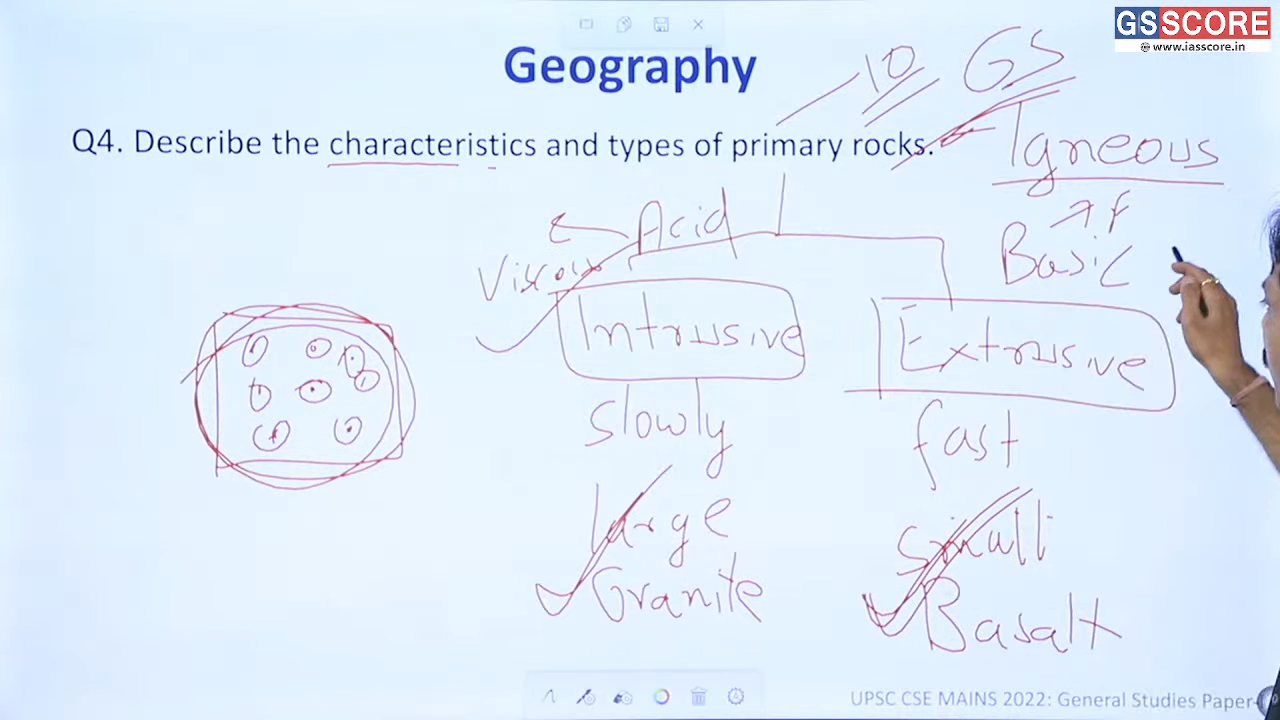 GSSCORE
www.iasscore.in
Geography
10 GS
Q4. Describe the characteristics and types of primary rocks.
Igneous
Acid
Basic
Intrusive
Extrusive
Slowly
fast
large
Small
Granite
Basalt
UPSC CSE MAINS 2022: General Studies Paper-